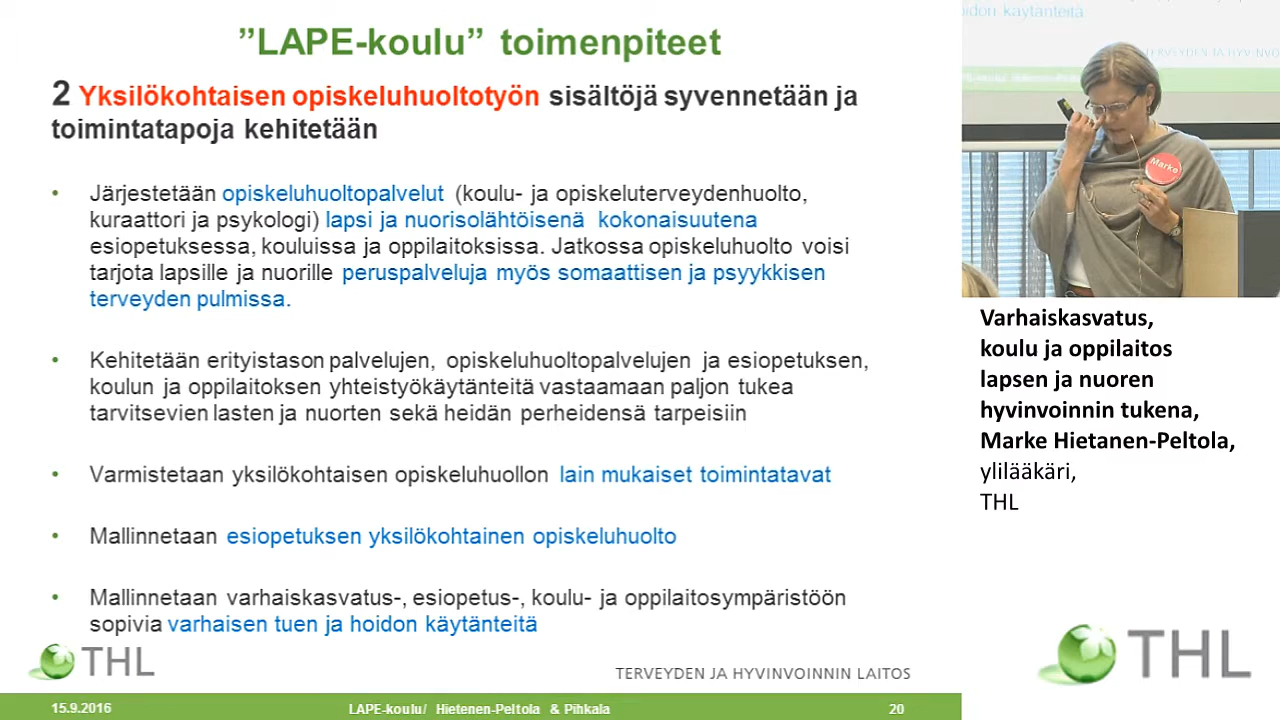 ”LAPE-koulu” toimenpiteet
2 Yksilökohtaisen opiskeluhuoltotyön sisältöjä syvennetään ja
toimintatapoja kehitetään
• Järjestetään opiskeluhuoltopalvelut (koulu- ja opiskeluterveydenhuolto,
kuraattori ja psykologi) lapsi ja nuorisolähtöisenä kokonaisuutena
esiopetuksessa, kouluissa ja oppilaitoksissa. Jatkossa opiskeluhuolto voisi
tarjota lapsille ja nuorille peruspalveluja myös somaattisen ja psyykkisen
terveyden pulmissa.
• Kehitetään erityistason palvelujen, opiskeluhuoltopalvelujen ja esiopetuksen,
koulun ja oppilaitoksen yhteistyökäytänteitä vastaamaan paljon tukea
tarvitsevien lasten ja nuorten sekä heidän perheidensä tarpeisiin
• Varmistetaan yksilökohtaisen opiskeluhuollon lain mukaiset toimintatavat
• Mallinnetaan esiopetuksen yksilökohtainen opiskeluhuolto
• Mallinnetaan varhaiskasvatus-, esiopetus-, koulu- ja oppilaitosympäristöön
sopivia varhaisen tuen ja hoidon käytänteitä
THL
TERVEYDEN JA HYVINVOINNIN LAITOS
15.9.2016
LAPE-koulu/ Hietenen-Peltola & Pihkala
20
hoidon käytänteitä
TERVEYDEN JA HYVINVO
Marke
Varhaiskasvatus,
koulu ja oppilaitos
lapsen ja nuoren
hyvinvoinnin tukena,
Marke Hietanen-Peltola,
ylilääkäri,
THL
THL